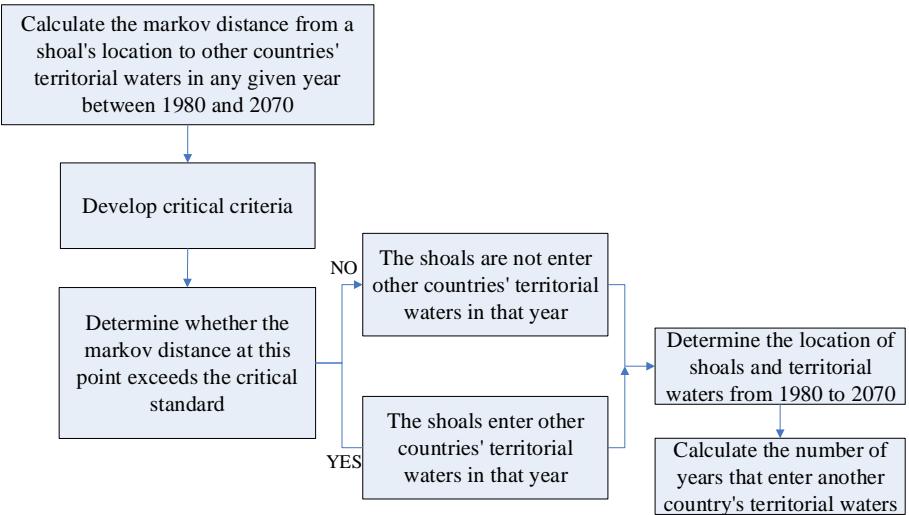 Calculate the markov distance from a
shoal's location to other countries'
territorial waters in any given year
between 1980 and 2070
Develop critical criteria
Determine whether the
markov distance at this
point exceeds the critical
standard
NO
The shoals are not enter
other countries' territorial
waters in that year
YES
The shoals enter other
countries' territorial
waters in that year
Determine the location of
shoals and territorial
waters from 1980 to 2070
Calculate the number of
years that enter another
country's territorial waters